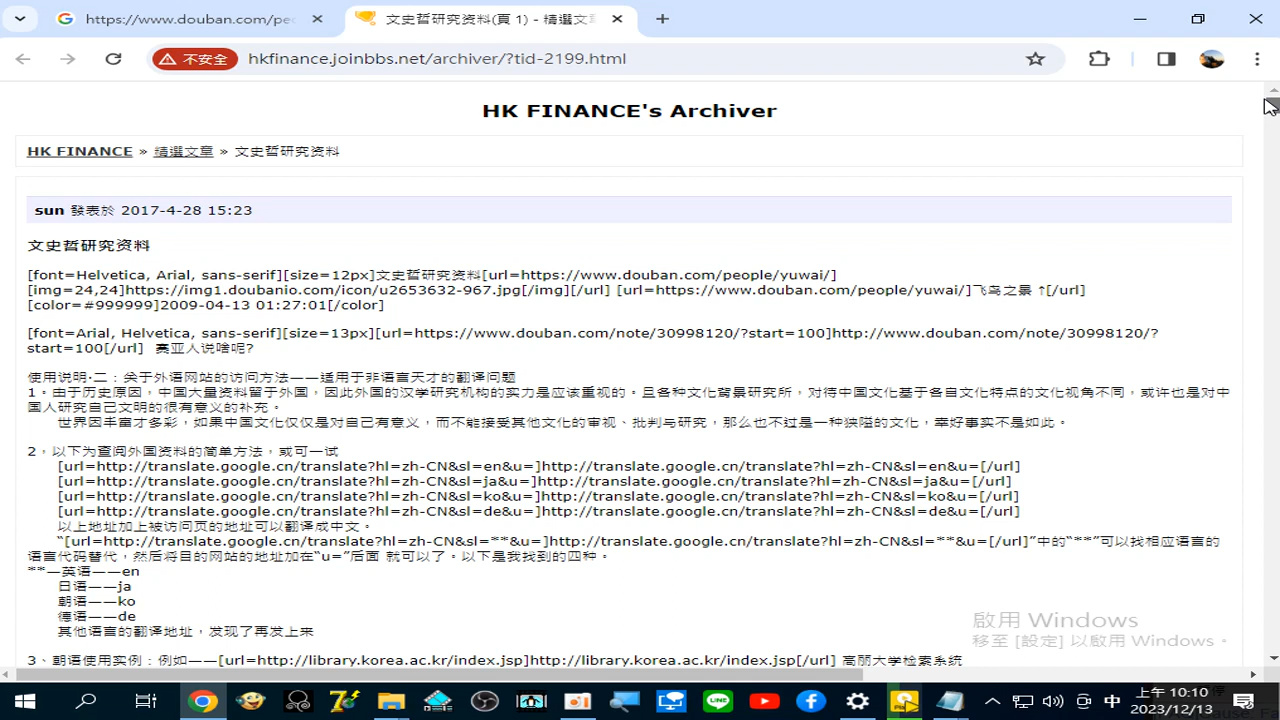 https://www.douban.com/peo
文史哲研究资料(頁 1) - 精選文章
不安全
hkfinance.joinbbs.net/archiver/?tid-2199.html
HK FINANCE's Archiver
HK FINANCE » 精選文章 » 文史哲研究资料
sun 發表於 2017-4-28 15:23
文史哲研究资料
[font=Helvetica, Arial, sans-serif][size=12px]文史哲研究资料[url=https://www.douban.com/people/yuwai/]
[img=24,24]https://img1.doubanio.com/icon/u2653632-967.jpg[/img][/url] [url=https://www.douban.com/people/yuwai/]飞鸟之景 ↑[/url]
[color=#999999]2009-04-13 01:27:01[/color]
[font=Arial, Helvetica, sans-serif][size=13px][url=https://www.douban.com/note/30998120/?start=100]http://www.douban.com/note/30998120/?
start=100[/url] 赛亚人说啥呢?
使用说明·二：关于外语网站的访问方法——适用于非语言天才的翻译问题
1。由于历史原因，中国大量资料留于外国，因此外国的汉学研究机构的实力是应该重视的。且各种文化背景研究所，对待中国文化基于各自文化特点的文化视角不同，或许也是对中
国人研究自己文明的很有意义的补充。
世界因丰富才多彩，如果中国文化仅仅是对自己有意义，而不能接受其他文化的审视、批判与研究，那么也不过是一种狭隘的文化，幸好事实不是如此。
2，以下为查阅外国资料的简单方法，或可一试
[url=http://translate.google.cn/translate?hl=zh-CN&sl=en&u=]http://translate.google.cn/translate?hl=zh-CN&sl=en&u=[/url]
[url=http://translate.google.cn/translate?hl=zh-CN&sl=ja&u=]http://translate.google.cn/translate?hl=zh-CN&sl=ja&u=[/url]
[url=http://translate.google.cn/translate?hl=zh-CN&sl=ko&u=]http://translate.google.cn/translate?hl=zh-CN&sl=ko&u=[/url]
[url=http://translate.google.cn/translate?hl=zh-CN&sl=de&u=]http://translate.google.cn/translate?hl=zh-CN&sl=de&u=[/url]
以上地址加上被访问页的地址可以翻译成中文。
“[url=http://translate.google.cn/translate?hl=zh-CN&sl=**&u=]http://translate.google.cn/translate?hl=zh-CN&sl=**&u=[/url]”中的“**”可以找相应语言的
语言代码替代，然后将目的网站的地址加在“u=”后面 就可以了。以下是我找到的四种。
**—英语——en
日语——ja
朝语——ko
德语——de
其他语言的翻译地址，发现了再发上来
3、朝语使用实例：例如——[url=http://library.korea.ac.kr/index.jsp]http://library.korea.ac.kr/index.jsp[/url] 高丽大学检索系统
啟用 Windows
移至 [設定] 以啟用 Windows。
中
上午 10:10
2023/12/13